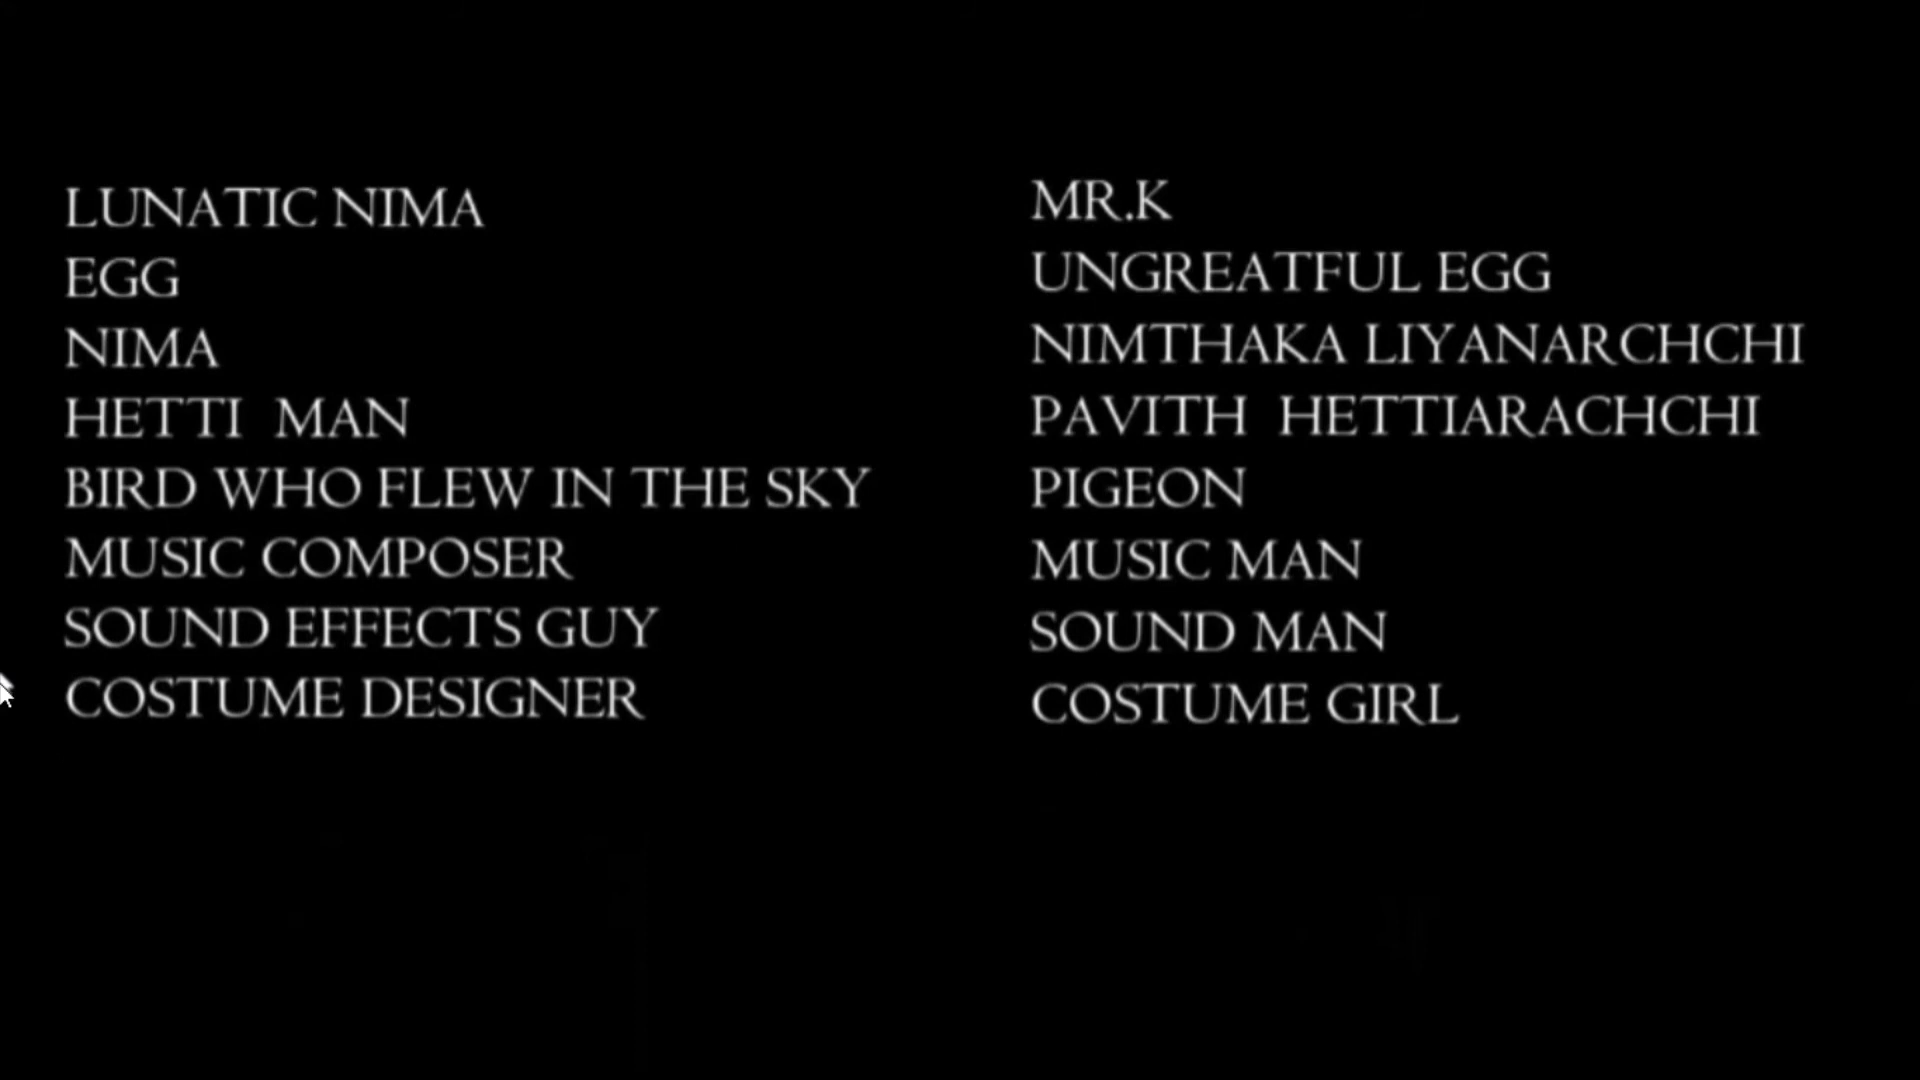 LUNATIC NIMA
EGG
NIMA
HETTI  MAN
BIRD WHO FLEW IN THE SKY
MUSIC COMPOSER
SOUND EFFECTS GUY
COSTUME DESIGNER
MR.K
UNGREATFUL EGG
NIMTHAKA LIYANARCHCHI
PAVITH  HETTIARACHCHI
PIGEON
MUSIC MAN
SOUND MAN
COSTUME GIRL